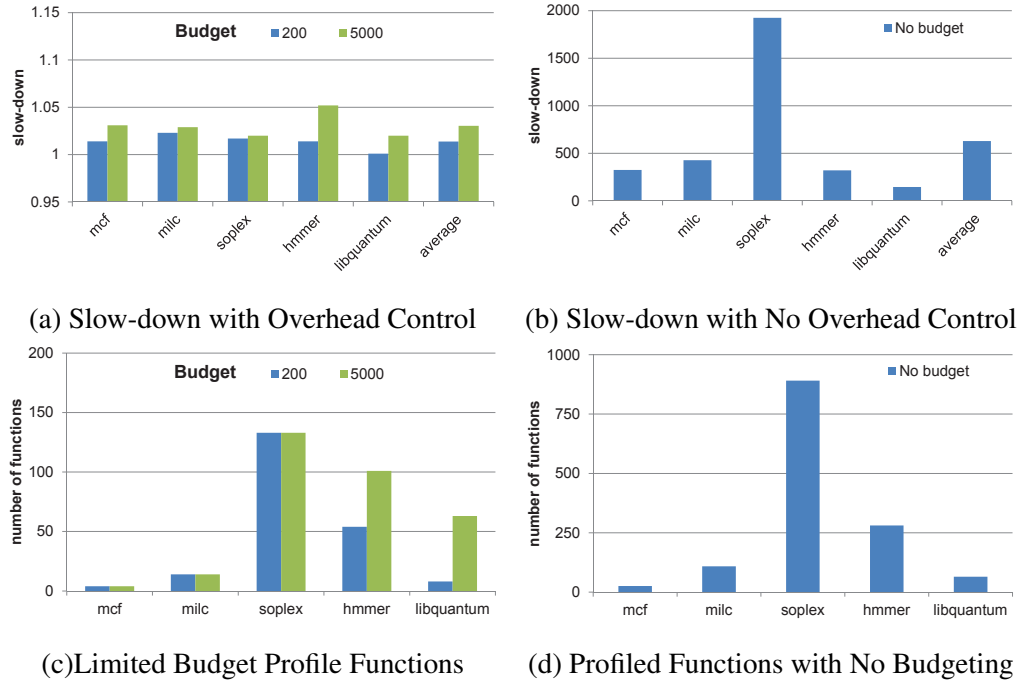 Budget 200 5000
1.15
1.1
1.05
1
0.95
slow-down
mcf
milc
soplex
hmmer
libquantum
average
(a) Slow-down with Overhead Control
No budget
2000
1500
1000
500
0
slow-down
mcf
milc
soplex
hmmer
libquantum
average
(b) Slow-down with No Overhead Control
Budget 200 5000
200
150
100
50
0
number of functions
mcf milc soplex hmmer libquantum
(c)Limited Budget Profile Functions
No budget
1000
750
500
250
0
number of functions
mcf milc soplex hmmer libquantum
(d) Profiled Functions with No Budgeting